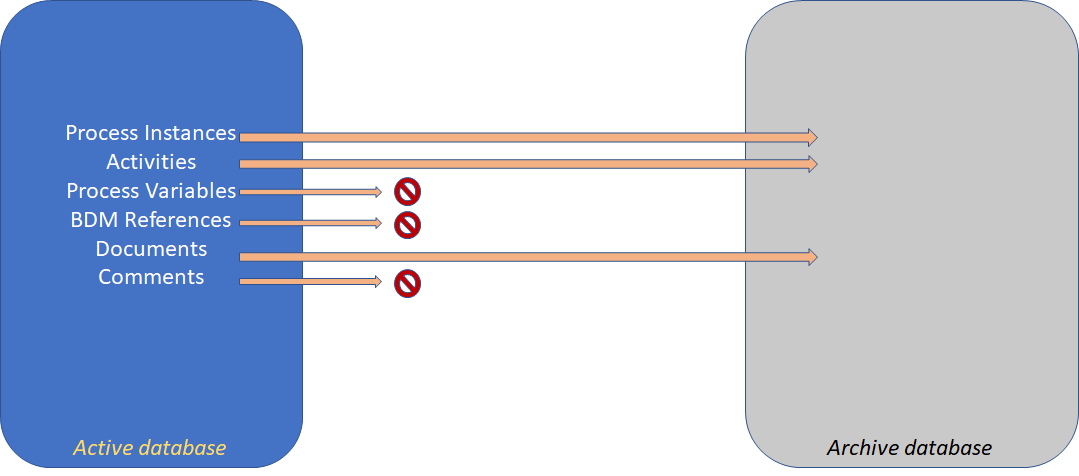 Process Instances
Activities
Process Variables
BDM References
Documents
Comments
Active database
Archive database